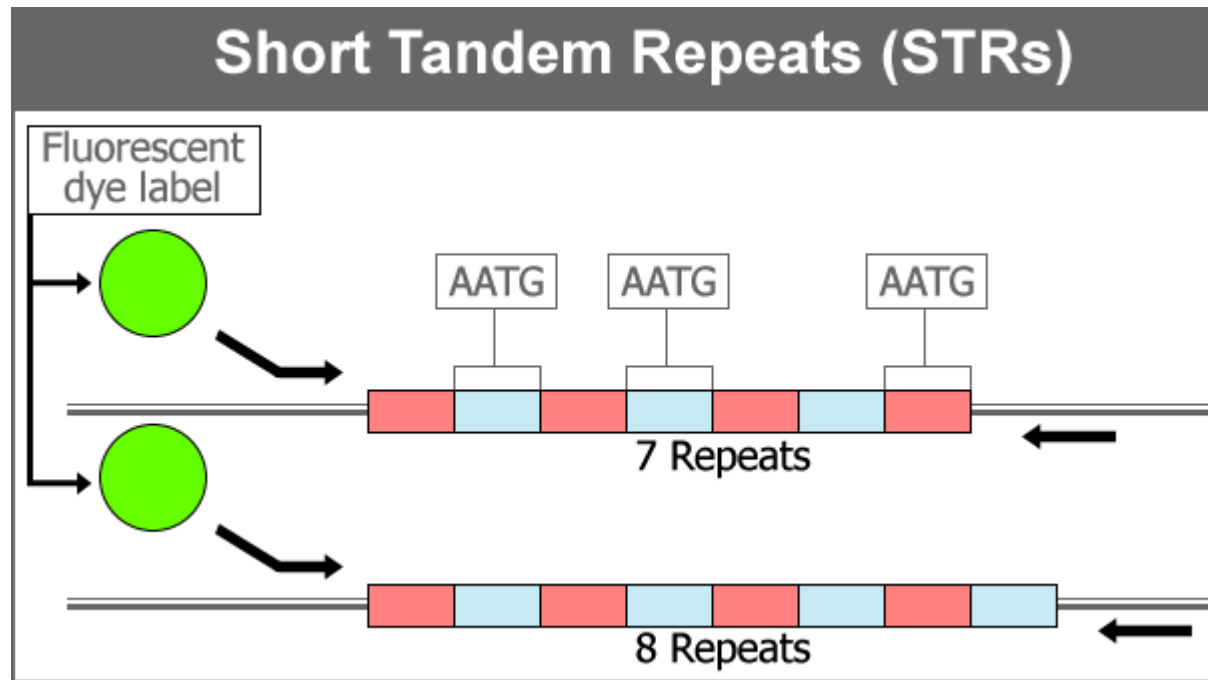 Short Tandem Repeats (STRs)
Fluorescent
dye label
AATG
AATG
AATG
7 Repeats
8 Repeats